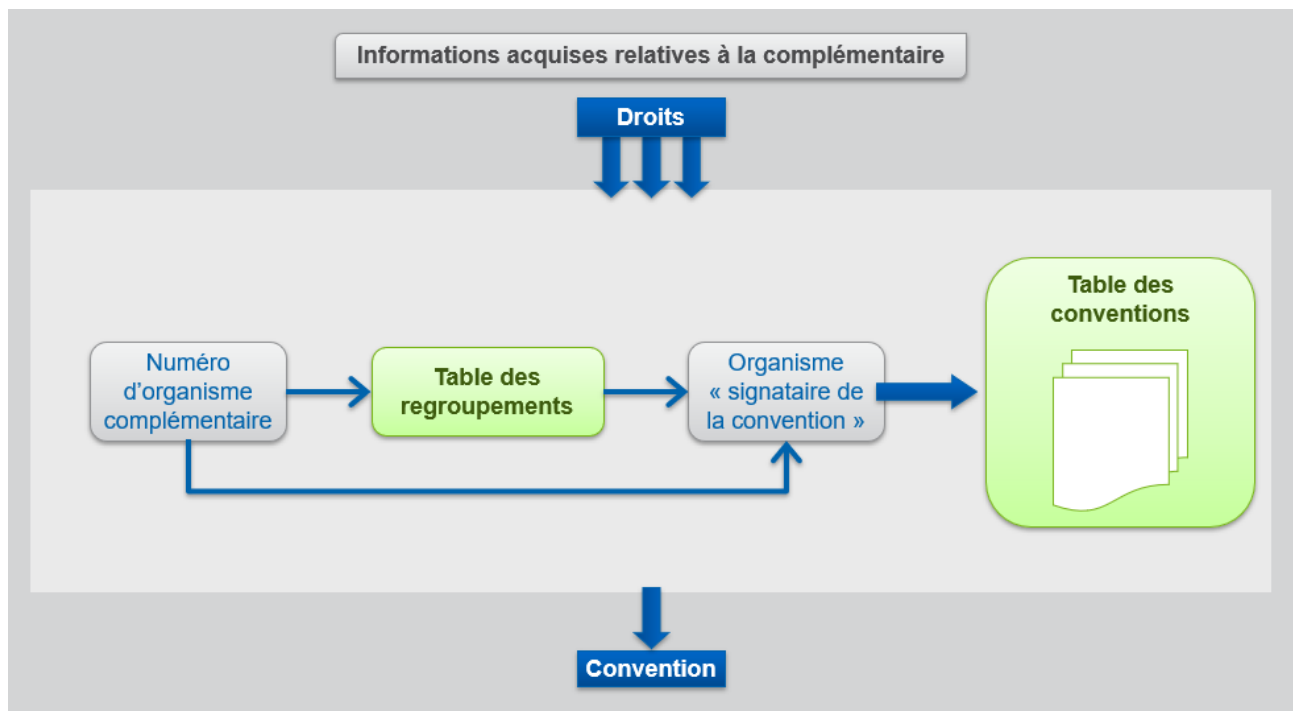 Informations acquises relatives à la complémentaire
Droits
Numéro
d'organisme
complémentaire
Table des
regroupements
Organisme
« signataire de
la convention »
Table des
conventions
Convention